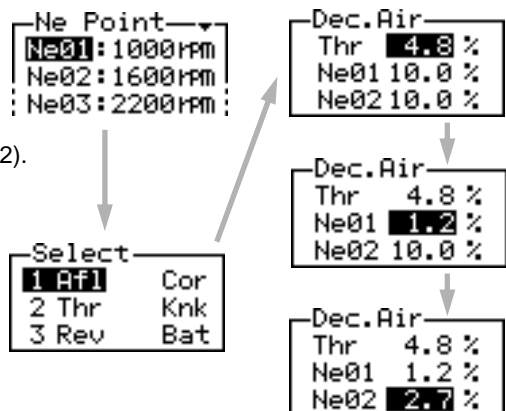 Ne Point
Ne01:1000rpm
Ne02:1600rpm
Ne03:2200rpm
2).
Select
1 Afl Cor
2 Thr Knk
3 Rev Bat
Dec.Air
Thr 4.8 %
Ne01 10.0 %
Ne02 10.0 %
Dec.Air
Thr 4.8 %
Ne01 1.2 %
Ne02 10.0 %
Dec.Air
Thr 4.8 %
Ne01 1.2 %
Ne02 2.7 %